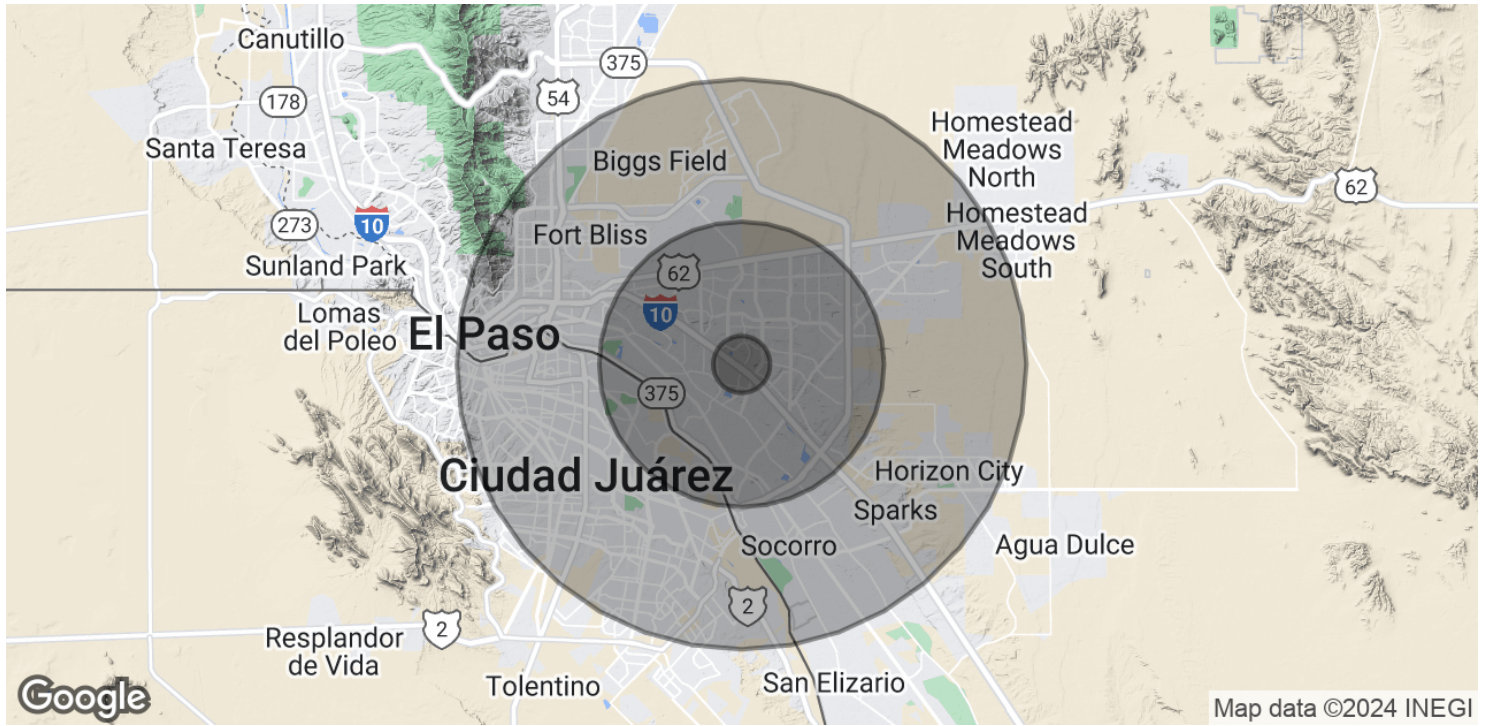 Canutillo
375
54
178
Santa Teresa
Homestead
Meadows
North
Biggs Field
62
273
10
Homestead
Meadows
South
Fort Bliss
Sunland Park
62
10
Lomas
del Poleo
El Paso
375
Ciudad Juárez
Horizon City
Sparks
Socorro
Agua Dulce
2
2
Resplandor
de Vida
Tolentino
San Elizario
Google
Map data ©2024 INEGI